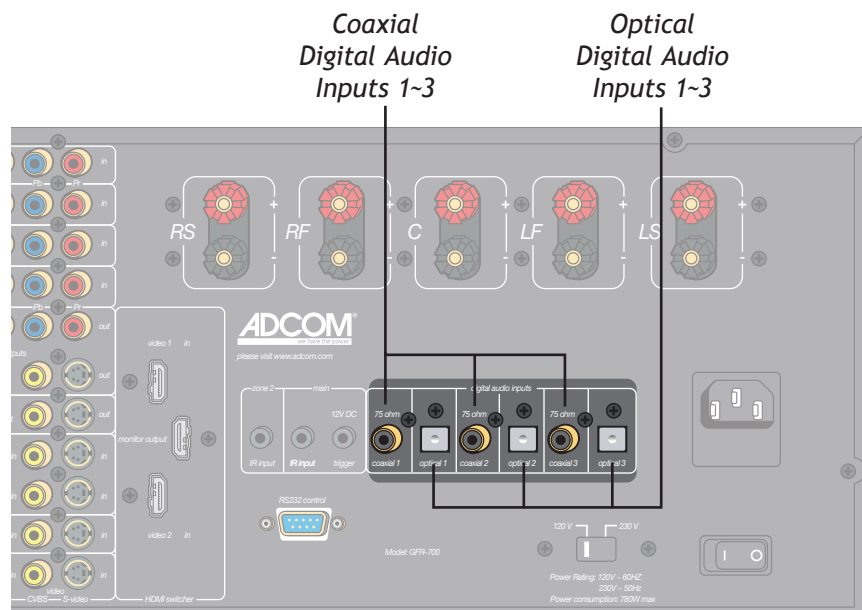 Coaxial
Digital Audio
Inputs 1~3
Optical
Digital Audio
Inputs 1~3
in
Pb Pr
in
in
in
Pb Pr
out
out
out
in
in
in
in
video
CVBS S-video
RS
RF
C
LF
LS
+ + + + +
- - - - -
video 1 in
monitor output
video 2 in
HDMI switcher
ADCOM®
we have the power
please visit www.adcom.com
zone 2 main
12V DC
IR input IR input trigger
digital audio inputs
75 ohm 75 ohm 75 ohm
coaxial 1 optical 1 coaxial 2 optical 2 coaxial 3 optical 3
RS232 control
Model: GFR-700
120 V 230 V
Power Rating: 120V ~ 60HZ
230V ~ 50Hz
Power consumption: 780W max
I O